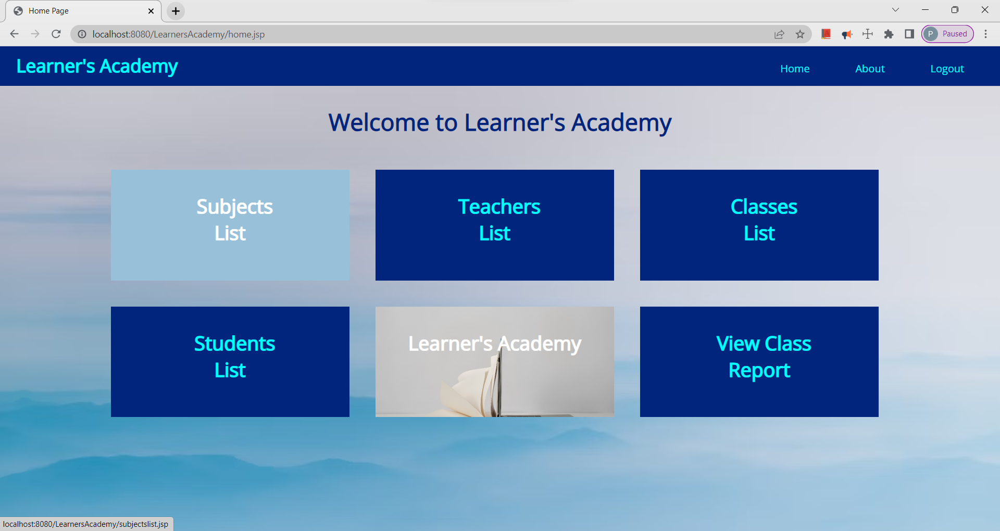 Home Page
localhost:8080/LearnersAcademy/home.jsp
P Paused
Learner's Academy
Home About Logout
Welcome to Learner's Academy
Subjects
List
Teachers
List
Classes
List
Students
List
Learner's Academy
View Class
Report
localhost:8080/LearnersAcademy/subjectslist.jsp